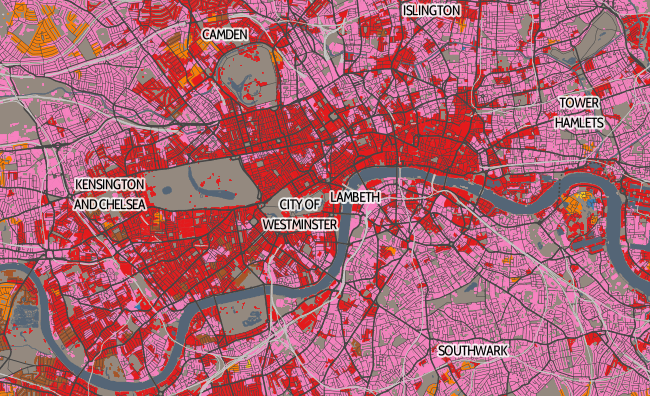 ISLINGTON
CAMDEN
TOWER
HAMLETS
KENSINGTON
AND CHELSEA
CITY OF
WESTMINSTER
LAMBETH
SOUTHWARK